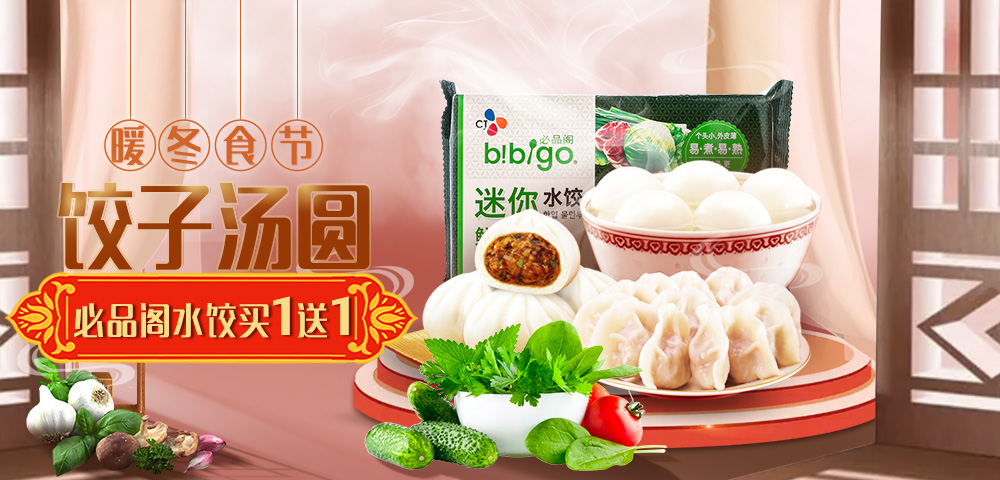 暖冬食节
饺子汤圆
必品阁水饺买1送1
CJ
必品阁
bibigo
迷你水饺
个头小,外皮薄
易·煮·易·熟